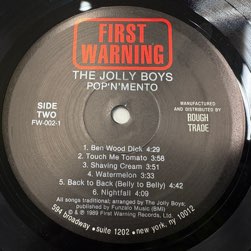 FIRST
WARNING
THE JOLLY BOYS
POP'N'MENTO
SIDE
TWO
FW-002-1
MANUFACTURED
AND DISTRIBUTED BY
ROUGH
TRADE
1. Ben Wood Dick 4:29
2. Touch Me Tomato 3:56
3. Shaving Cream 3:51
4. Watermelon 3:33
5. Back to Back (Belly to Belly) 4:42
6. Nightfall 4:09
All songs traditional; arranged by The Jolly Boys;
published by Funzalo Music (BMI)
© & ℗ 1989 First Warning Records, Ltd.
594 broadway • suite 1202 • new york, ny 10012